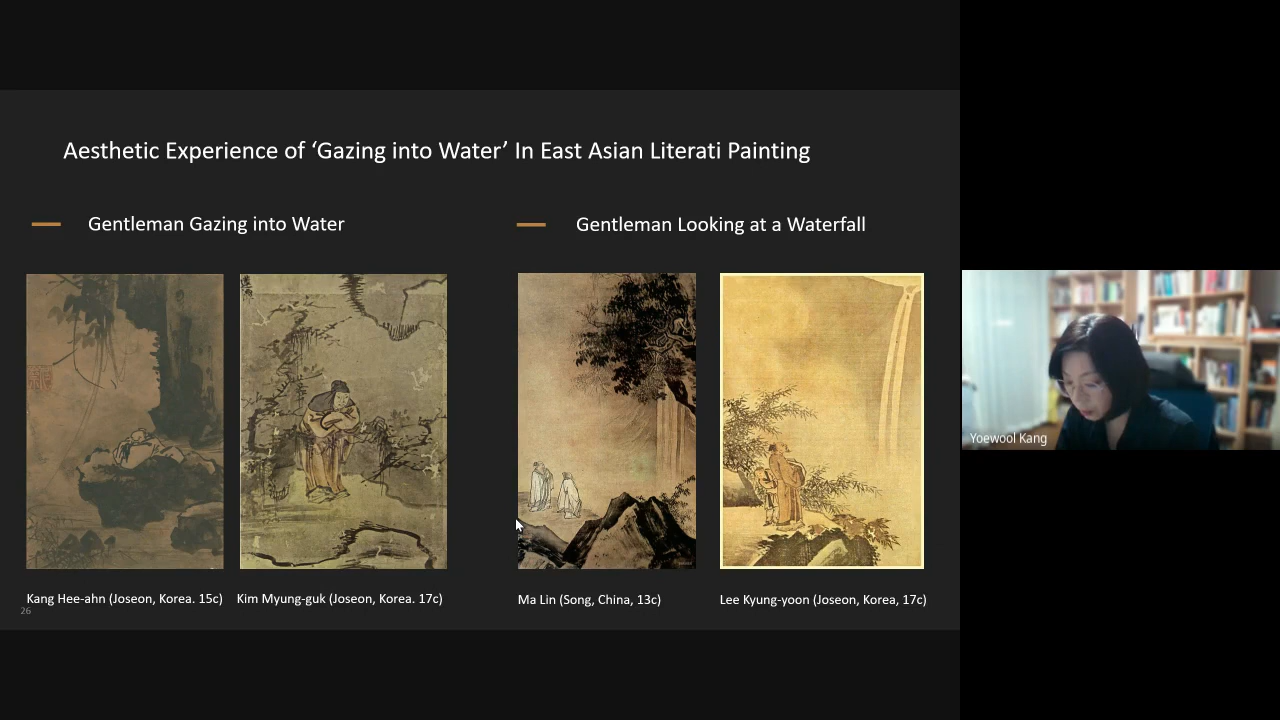 Aesthetic Experience of ‘Gazing into Water’ In East Asian Literati Painting
Gentleman Gazing into Water
Gentleman Looking at a Waterfall
Kang Hee-ahn (Joseon, Korea. 15c)
Kim Myung-guk (Joseon, Korea. 17c)
Ma Lin (Song, China, 13c)
Lee Kyung-yoon (Joseon, Korea, 17c)
26
Yoewool Kang